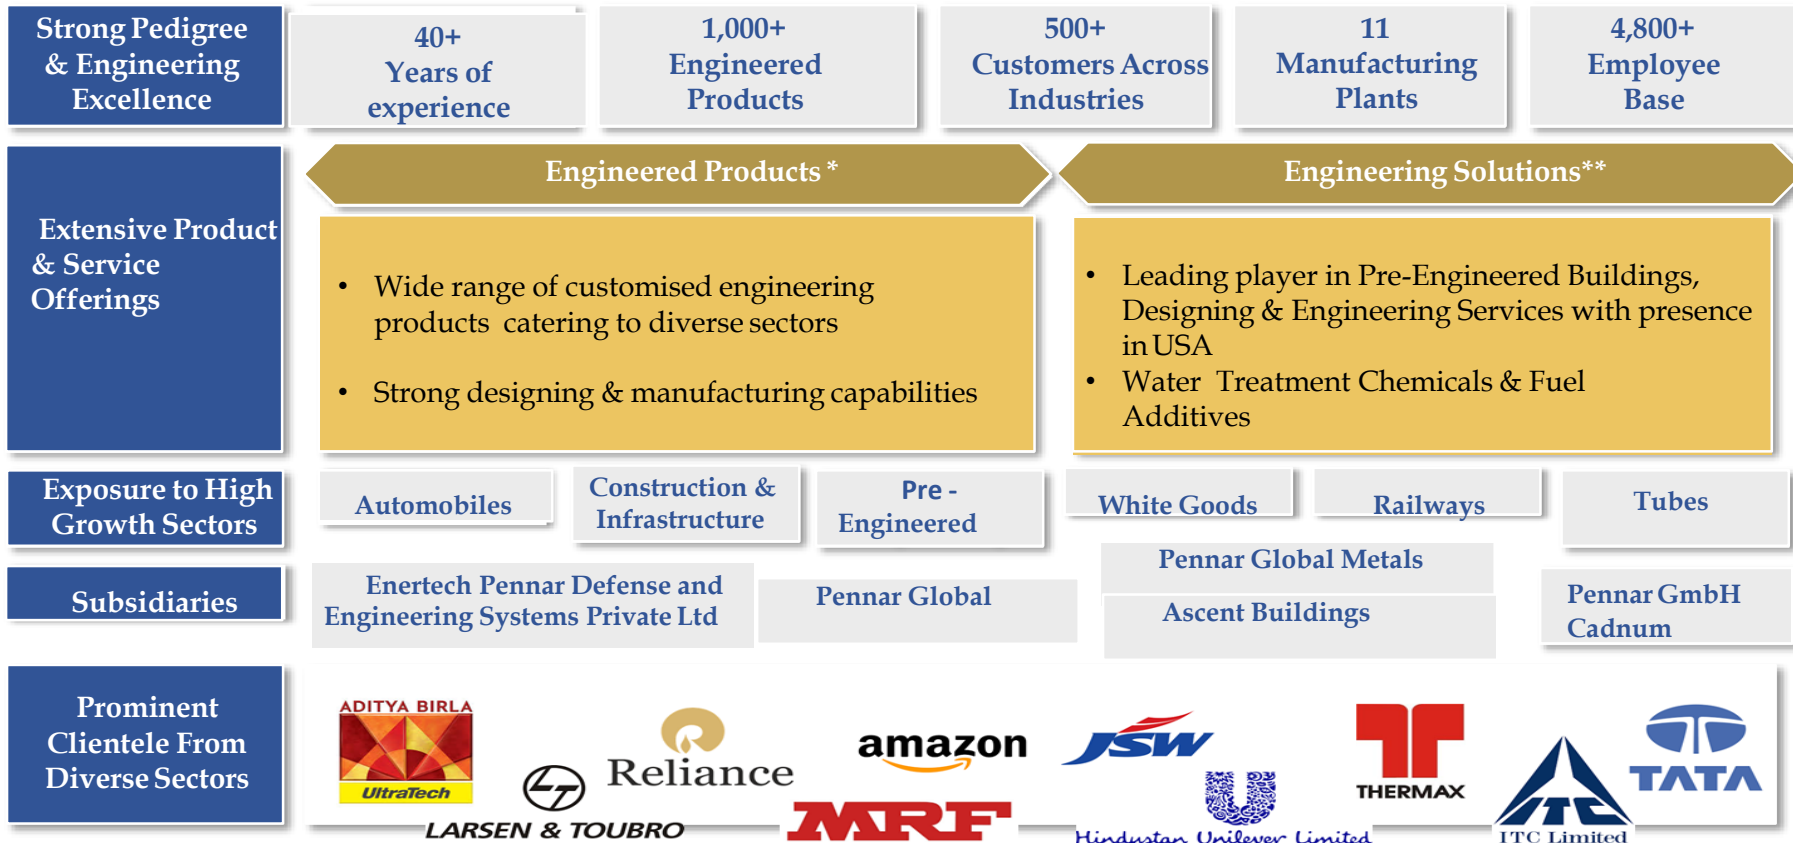 Strong Pedigree
& Engineering
Excellence
40+
Years of
experience
1,000+
Engineered
Products
500+
Customers Across
Industries
11
Manufacturing
Plants
4,800+
Employee
Base
Extensive Product
& Service
Offerings
Engineered Products *
Engineering Solutions**
• Wide range of customised engineering
products catering to diverse sectors
• Strong designing & manufacturing capabilities
• Leading player in Pre-Engineered Buildings,
Designing & Engineering Services with presence
in USA
• Water Treatment Chemicals & Fuel
Additives
Exposure to High
Growth Sectors
Automobiles
Construction &
Infrastructure
Pre -
Engineered
White Goods
Railways
Tubes
Subsidiaries
Enertech Pennar Defense and
Engineering Systems Private Ltd
Pennar Global
Pennar Global Metals
Ascent Buildings
Pennar GmbH
Cadnum
Prominent
Clientele From
Diverse Sectors
ADITYA BIRLA
UltraTech
LARSEN & TOUBRO
Reliance
amazon
MRF
JSW
Hindustan Unilever Limited
THERMAX
ITC
ITC Limited
TATA